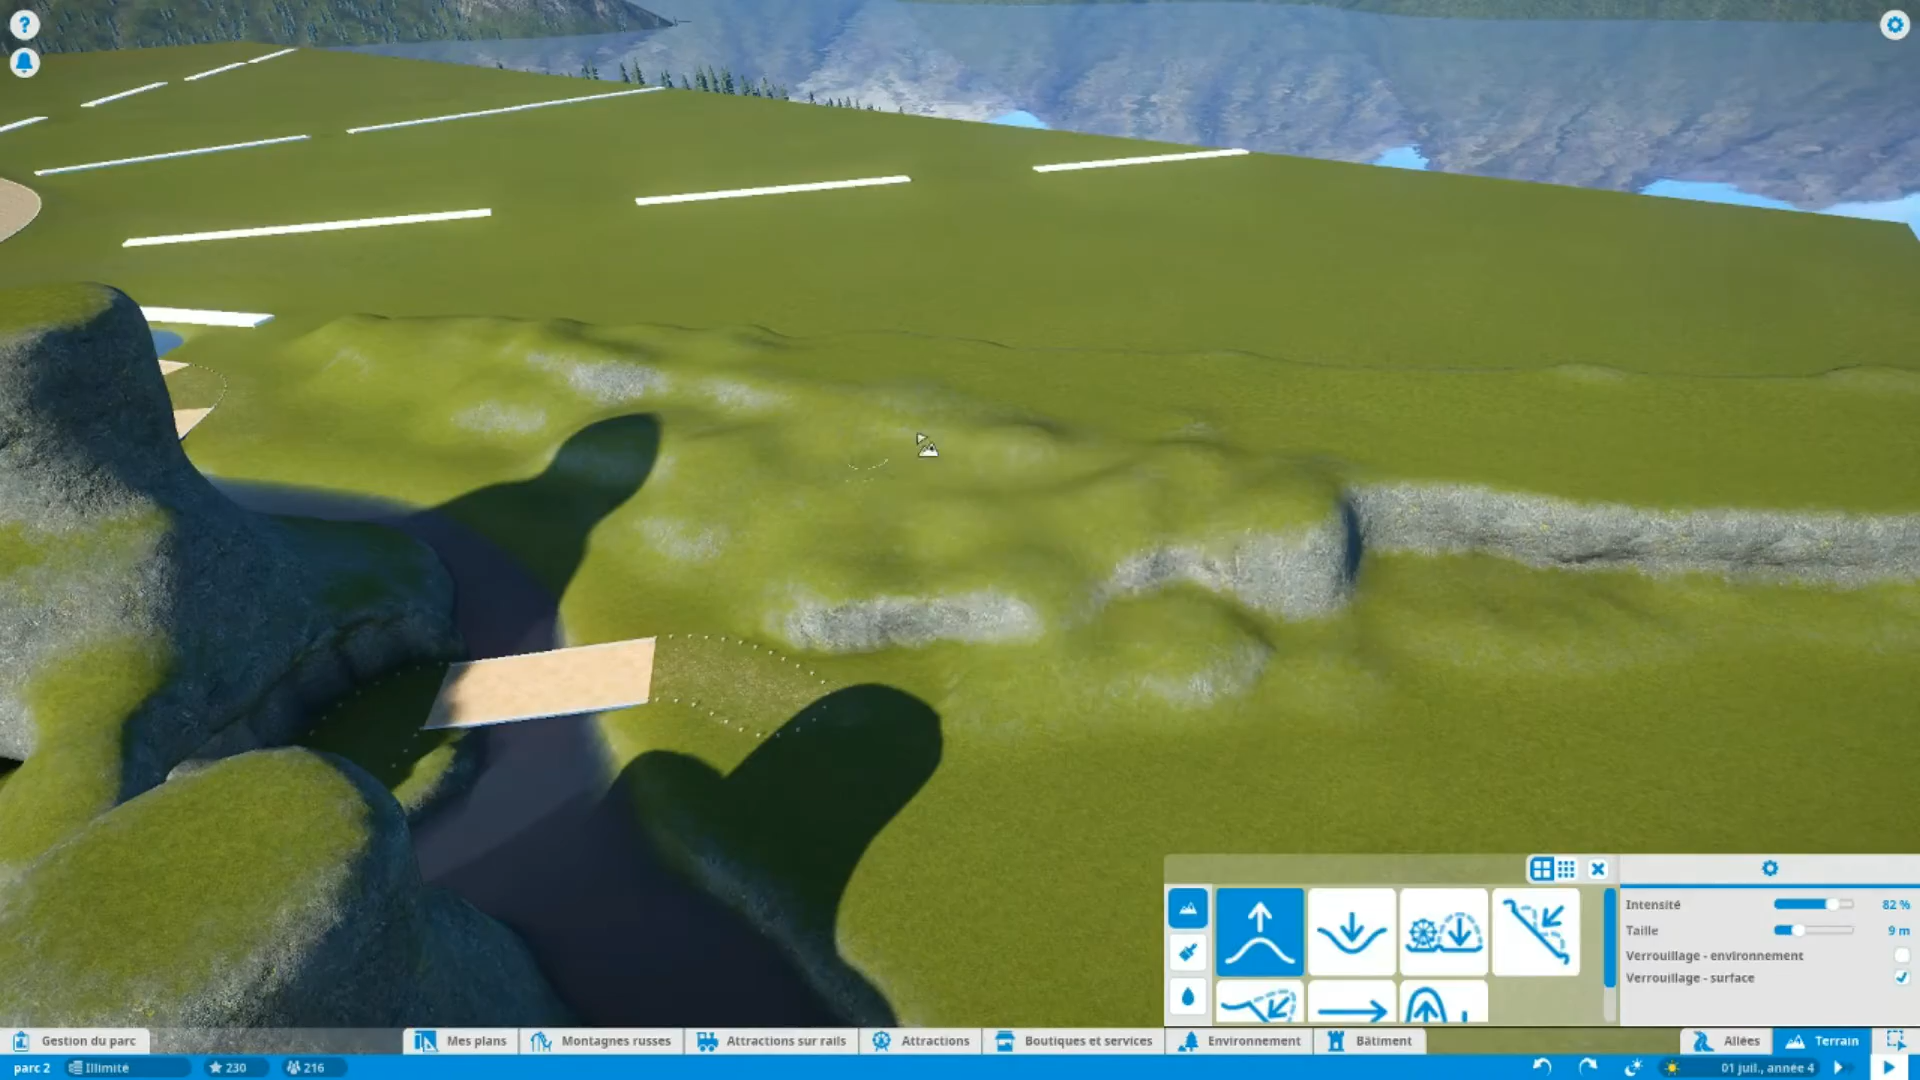 ?
Intensité 82 %
Taille 9 m
Verrouillage - environnement
Verrouillage - surface
Gestion du parc
Mes plans
Montagnes russes
Attractions sur rails
Attractions
Boutiques et services
Environnement
Bâtiment
Allées
Terrain
parc 2
Illimité
230
216
01 juil., année 4